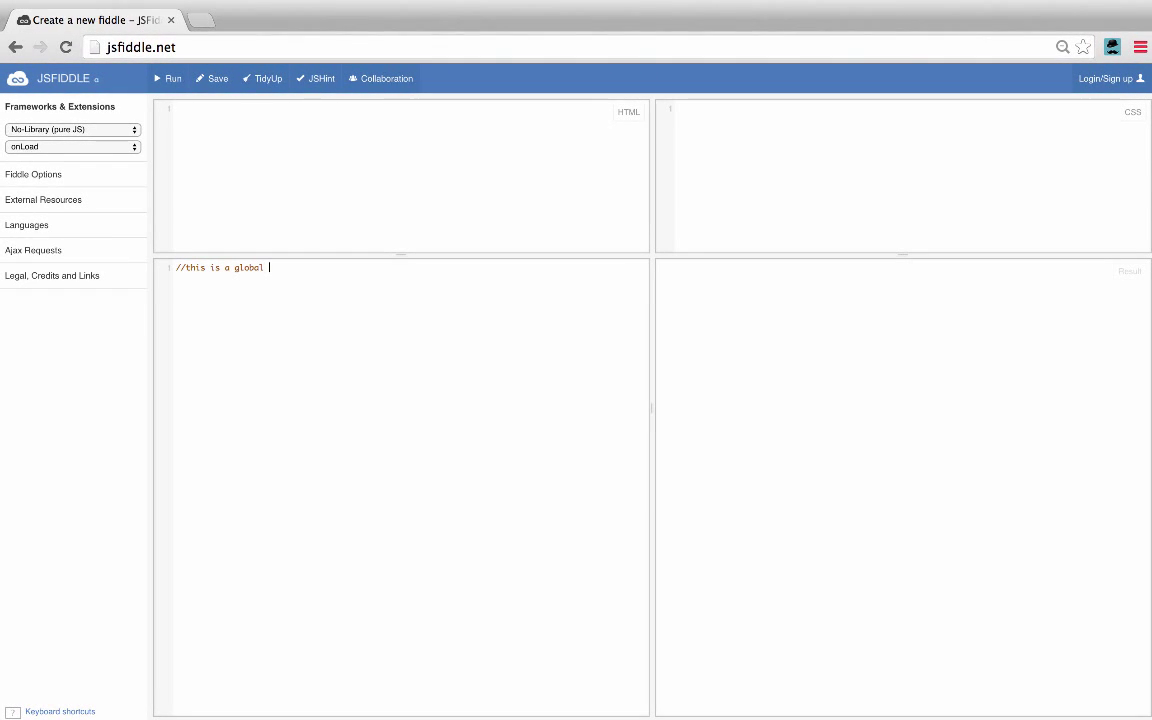 Create a new fiddle – JSFid
jsfiddle.net
JSFIDDLE α
Run
Save
TidyUp
JSHint
Collaboration
Login/Sign up
Frameworks & Extensions
No-Library (pure JS)
onLoad
Fiddle Options
External Resources
Languages
Ajax Requests
Legal, Credits and Links
1
HTML
1
CSS
1 //this is a global
Result
? Keyboard shortcuts